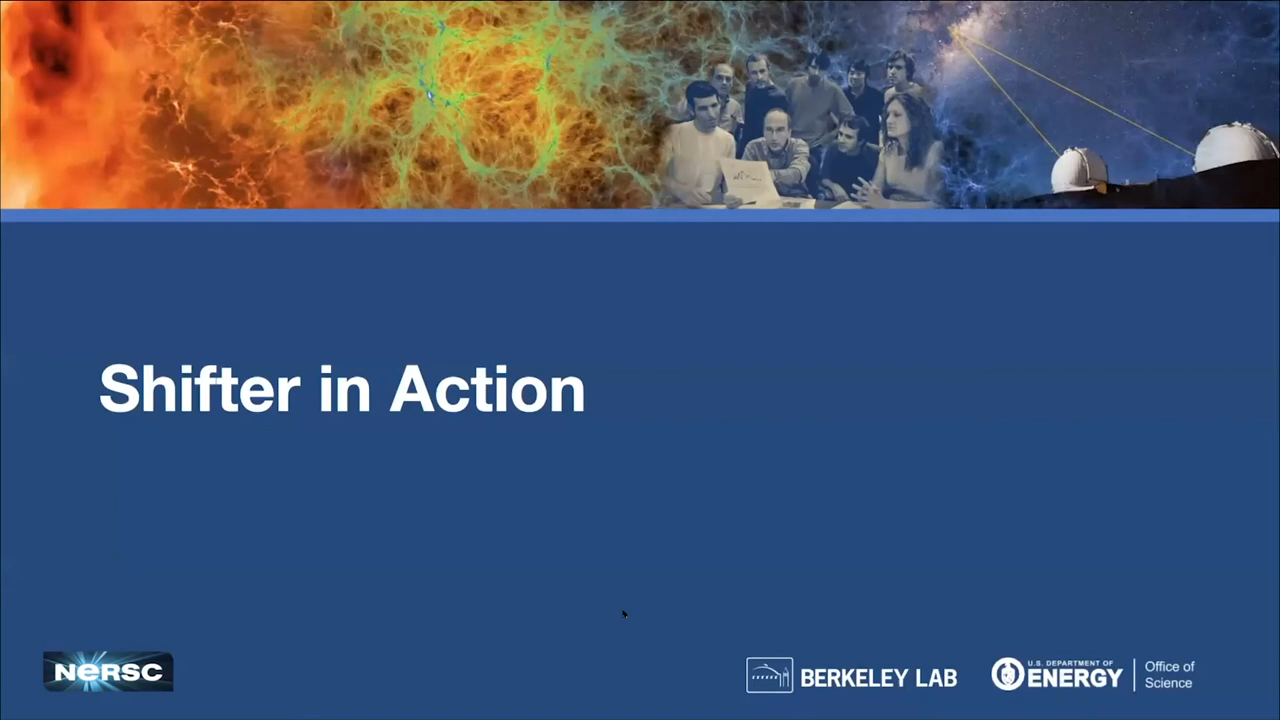 Shifter in Action
NERSC
BERKELEY LAB
U.S. DEPARTMENT OF
ENERGY
Office of
Science